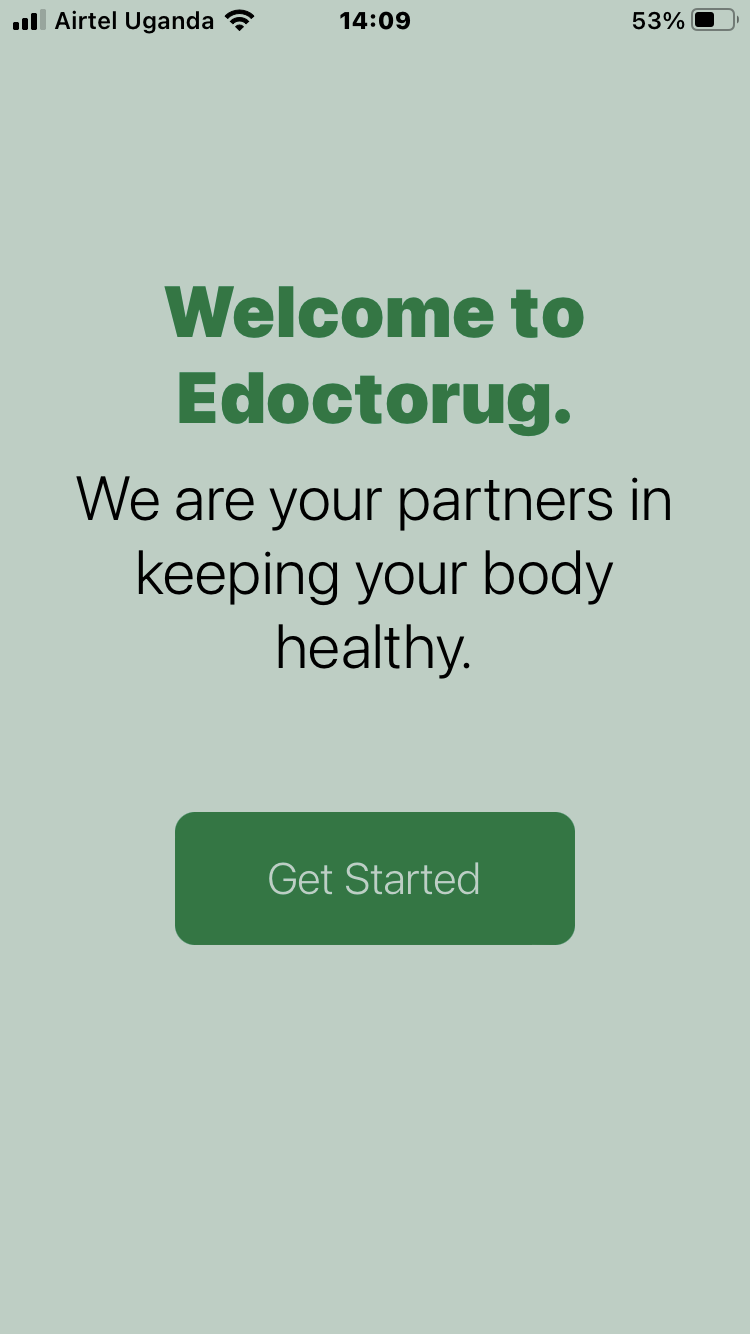 Airtel Uganda 14:09 53%
Welcome to
Edoctorug.
We are your partners in
keeping your body
healthy.
Get Started